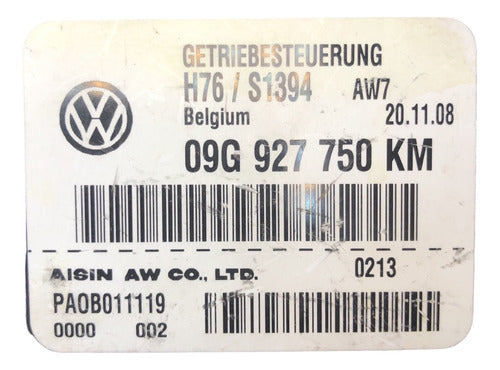 GETRIEBESTEUERUNG
H76 / S1394 AW7
Belgium 20.11.08
09G 927 750 KM
AISIN AW CO., LTD. 0213
PA0B011119
0000 002